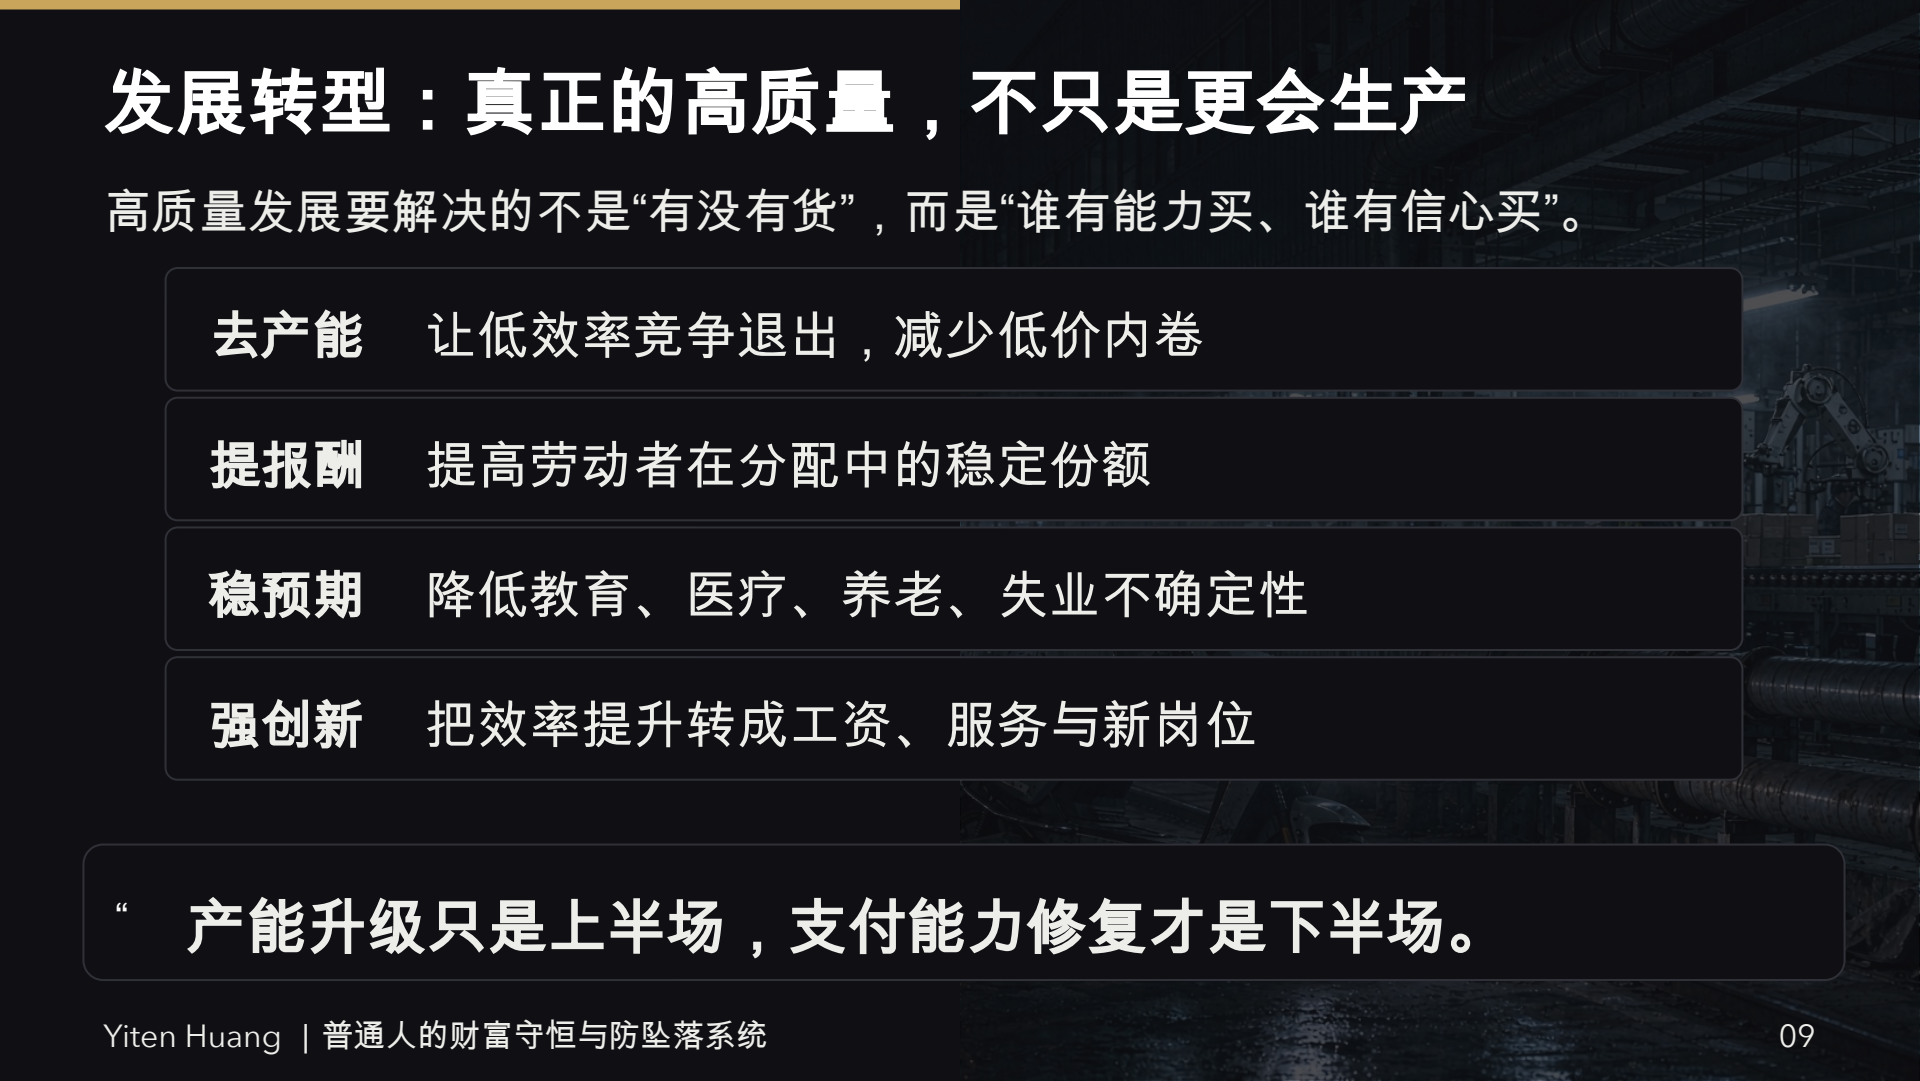 发展转型：真正的高质量，不只是更会生产
高质量发展要解决的不是“有没有货”，而是“谁有能力买、谁有信心买”。
去产能 让低效率竞争退出，减少低价内卷
提报酬 提高劳动者在分配中的稳定份额
稳预期 降低教育、医疗、养老、失业不确定性
强创新 把效率提升转成工资、服务与新岗位
“ 产能升级只是上半场，支付能力修复才是下半场。
Yiten Huang | 普通人的财富守恒与防坠落系统
09